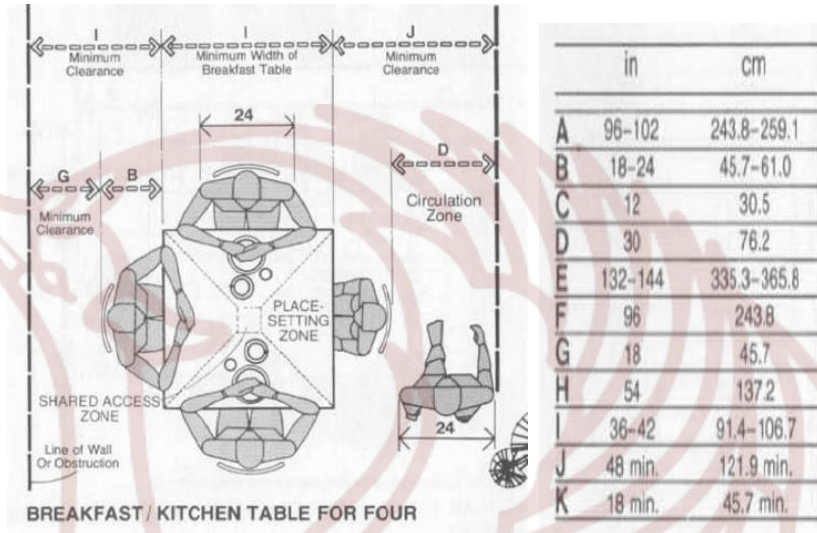 I
I
J
Minimum
Clearance
Minimum Width of
Breakfast Table
Minimum
Clearance
24
G
B
D
Minimum
Clearance
Circulation
Zone
PLACE-
SETTING
ZONE
SHARED ACCESS
ZONE
24
Line of Wall
Or Obstruction
BREAKFAST / KITCHEN TABLE FOR FOUR
in cm
A 96-102 243.8-259.1
B 18-24 45.7-61.0
C 12 30.5
D 30 76.2
E 132-144 335.3-365.8
F 96 243.8
G 18 45.7
H 54 137.2
I 36-42 91.4-106.7
J 48 min. 121.9 min.
K 18 min. 45.7 min.